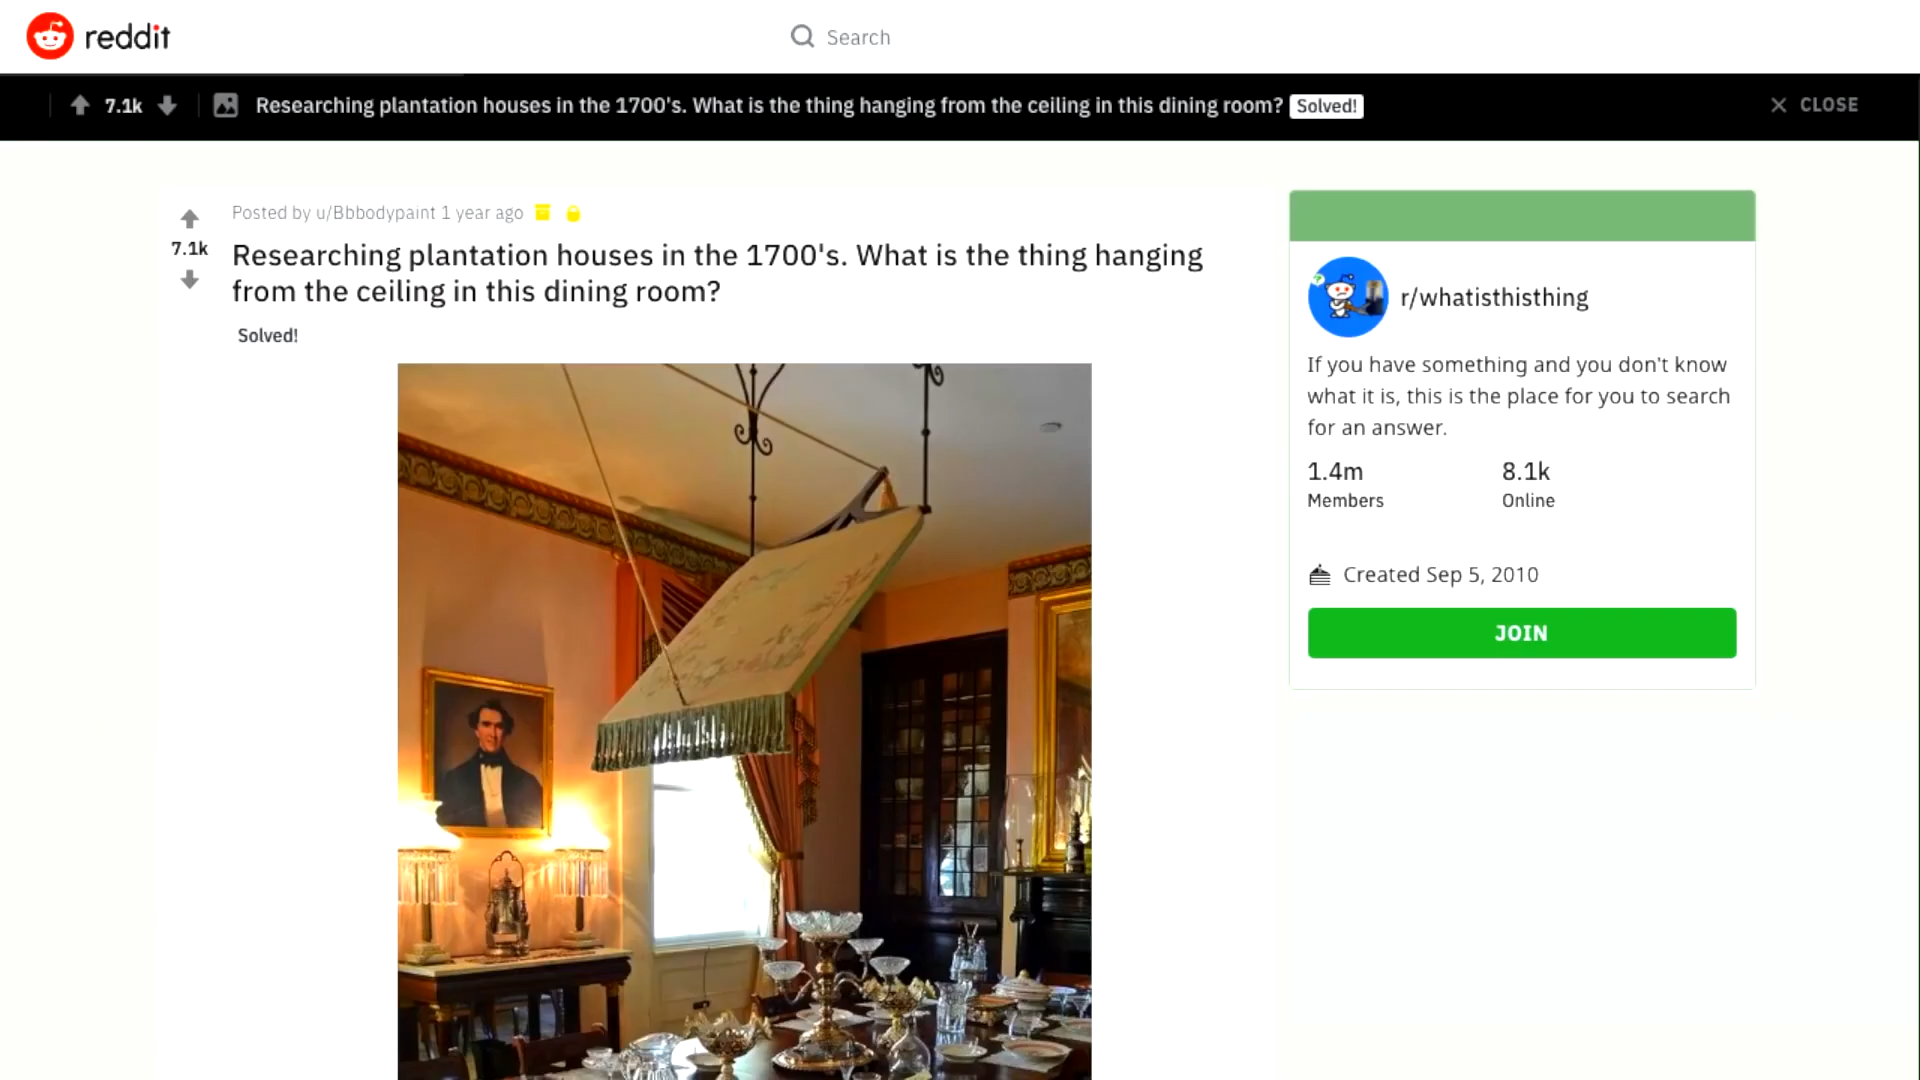 reddit
Search
7.1k
Researching plantation houses in the 1700's. What is the thing hanging from the ceiling in this dining room? Solved!
CLOSE
Posted by u/Bbbodypaint 1 year ago
7.1k
Researching plantation houses in the 1700's. What is the thing hanging
from the ceiling in this dining room?
Solved!
r/whatisthisthing
If you have something and you don't know
what it is, this is the place for you to search
for an answer.
1.4m 8.1k
Members Online
Created Sep 5, 2010
JOIN